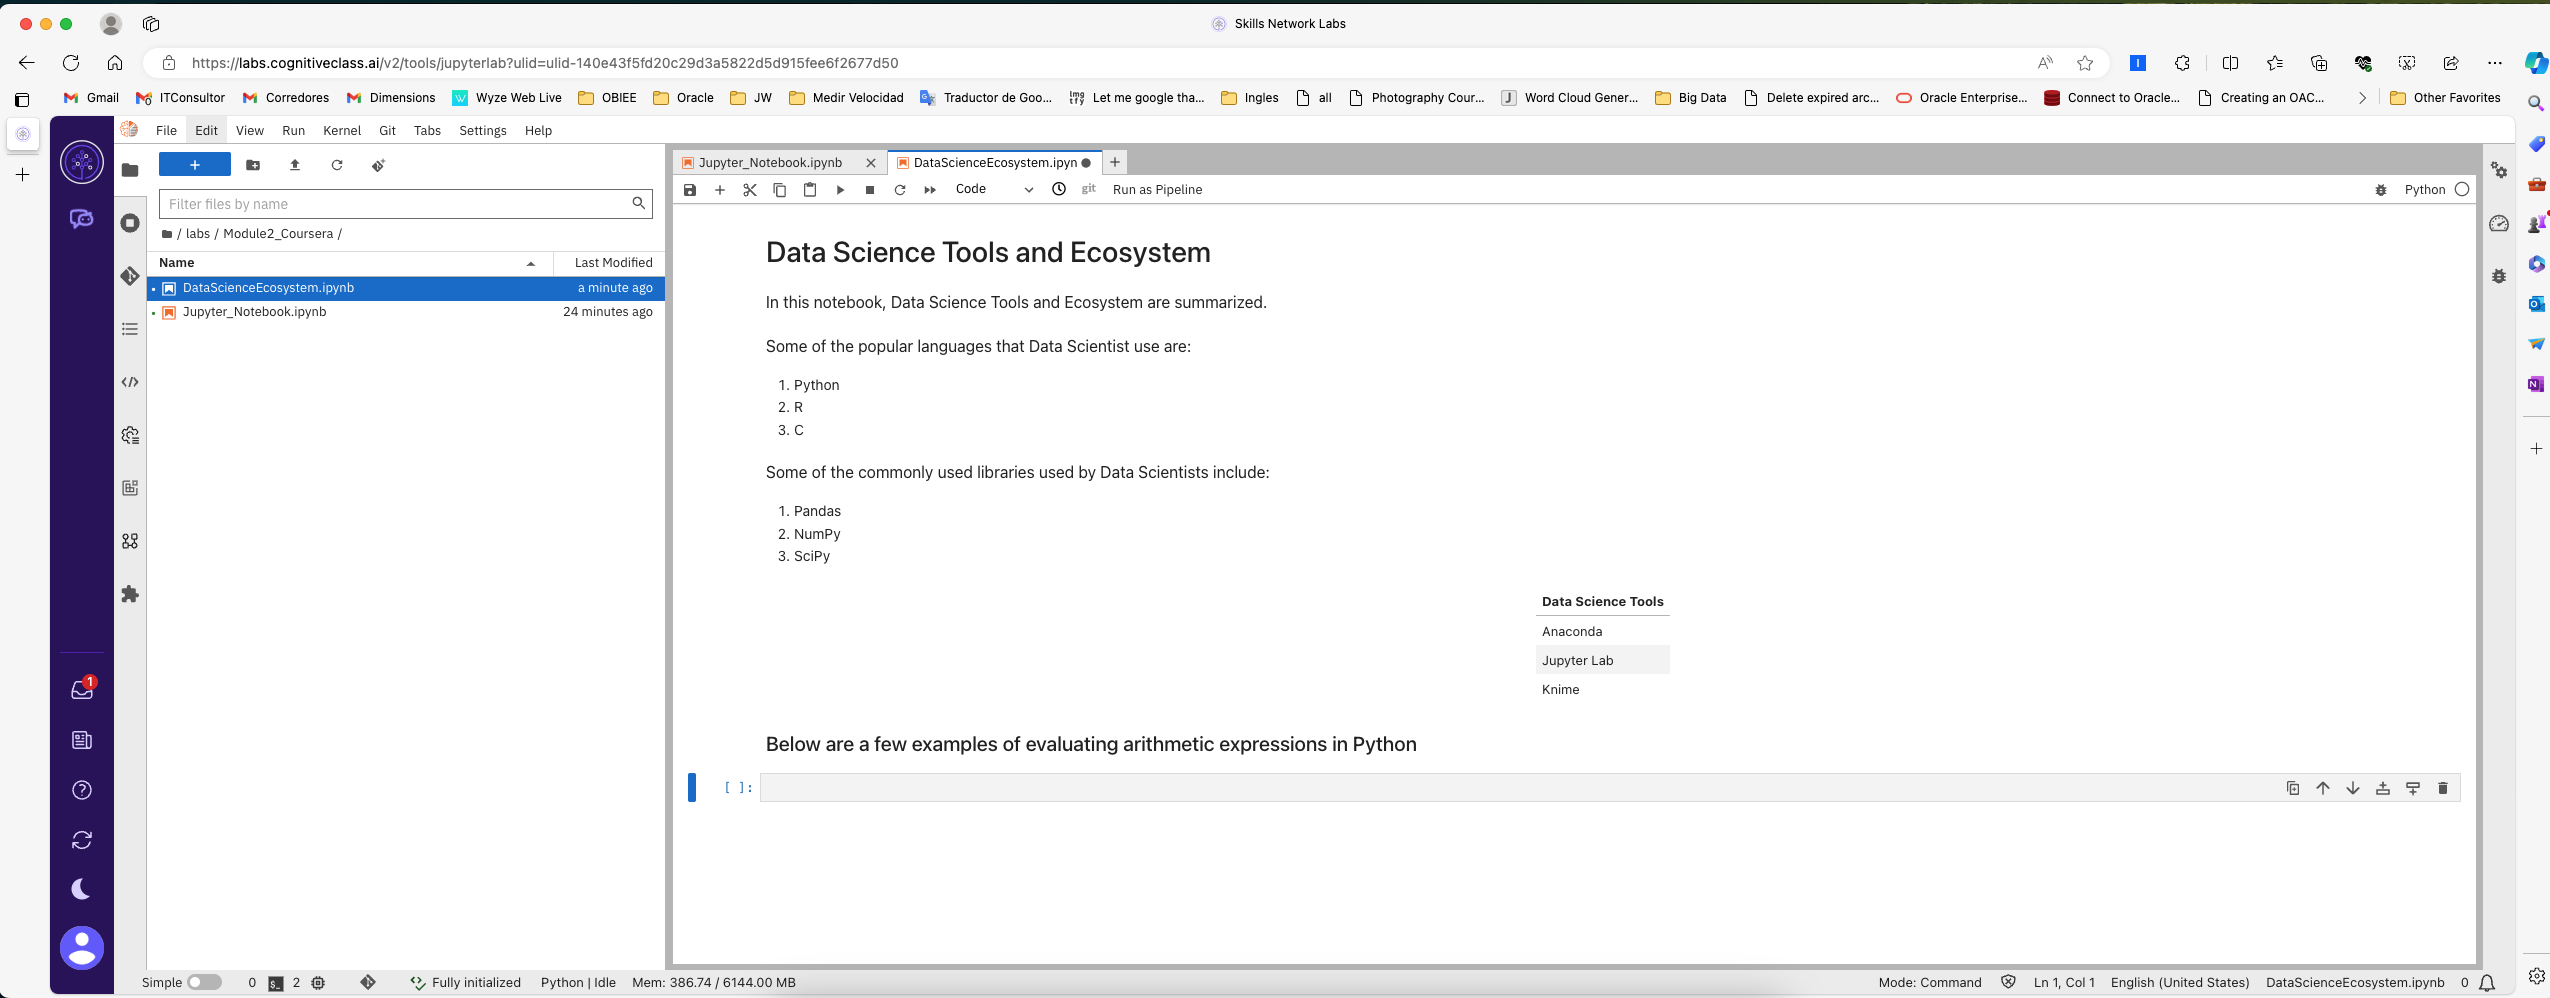 Skills Network Labs
https://labs.cognitiveclass.ai/v2/tools/jupyterlab?ulid=ulid-140e43f5fd20c29d3a5822d5d915fee6f2677d50
Gmail ITConsultor Corredores Dimensions Wyze Web Live OBIEE Oracle JW Medir Velocidad Traductor de Goo... Let me google tha... Ingles all Photography Cour... Word Cloud Gener... Big Data Delete expired arc... Oracle Enterprise... Connect to Oracle... Creating an OAC... Other Favorites
File Edit View Run Kernel Git Tabs Settings Help
+
Jupyter_Notebook.ipynb DataScienceEcosystem.ipyn
Code git Run as Pipeline Python
Filter files by name
/ labs / Module2_Coursera /
Name Last Modified
DataScienceEcosystem.ipynb a minute ago
Jupyter_Notebook.ipynb 24 minutes ago
Data Science Tools and Ecosystem
In this notebook, Data Science Tools and Ecosystem are summarized.
Some of the popular languages that Data Scientist use are:
1. Python
2. R
3. C
Some of the commonly used libraries used by Data Scientists include:
1. Pandas
2. NumPy
3. SciPy
Data Science Tools
Anaconda
Jupyter Lab
Knime
Below are a few examples of evaluating arithmetic expressions in Python
[ ]:
1
Simple 0 2 Fully initialized Python | Idle Mem: 386.74 / 6144.00 MB Mode: Command Ln 1, Col 1 English (United States) DataScienceEcosystem.ipynb 0